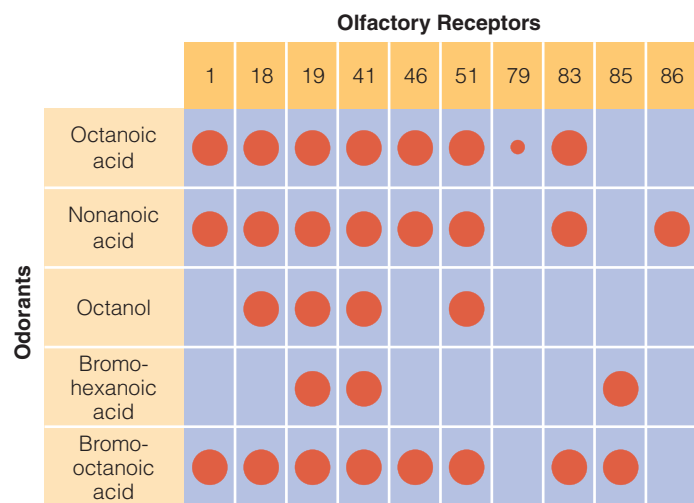 Olfactory Receptors
1 18 19 41 46 51 79 83 85 86
Odorants
Octanoic
acid
Nonanoic
acid
Octanol
Bromo-
hexanoic
acid
Bromo-
octanoic
acid